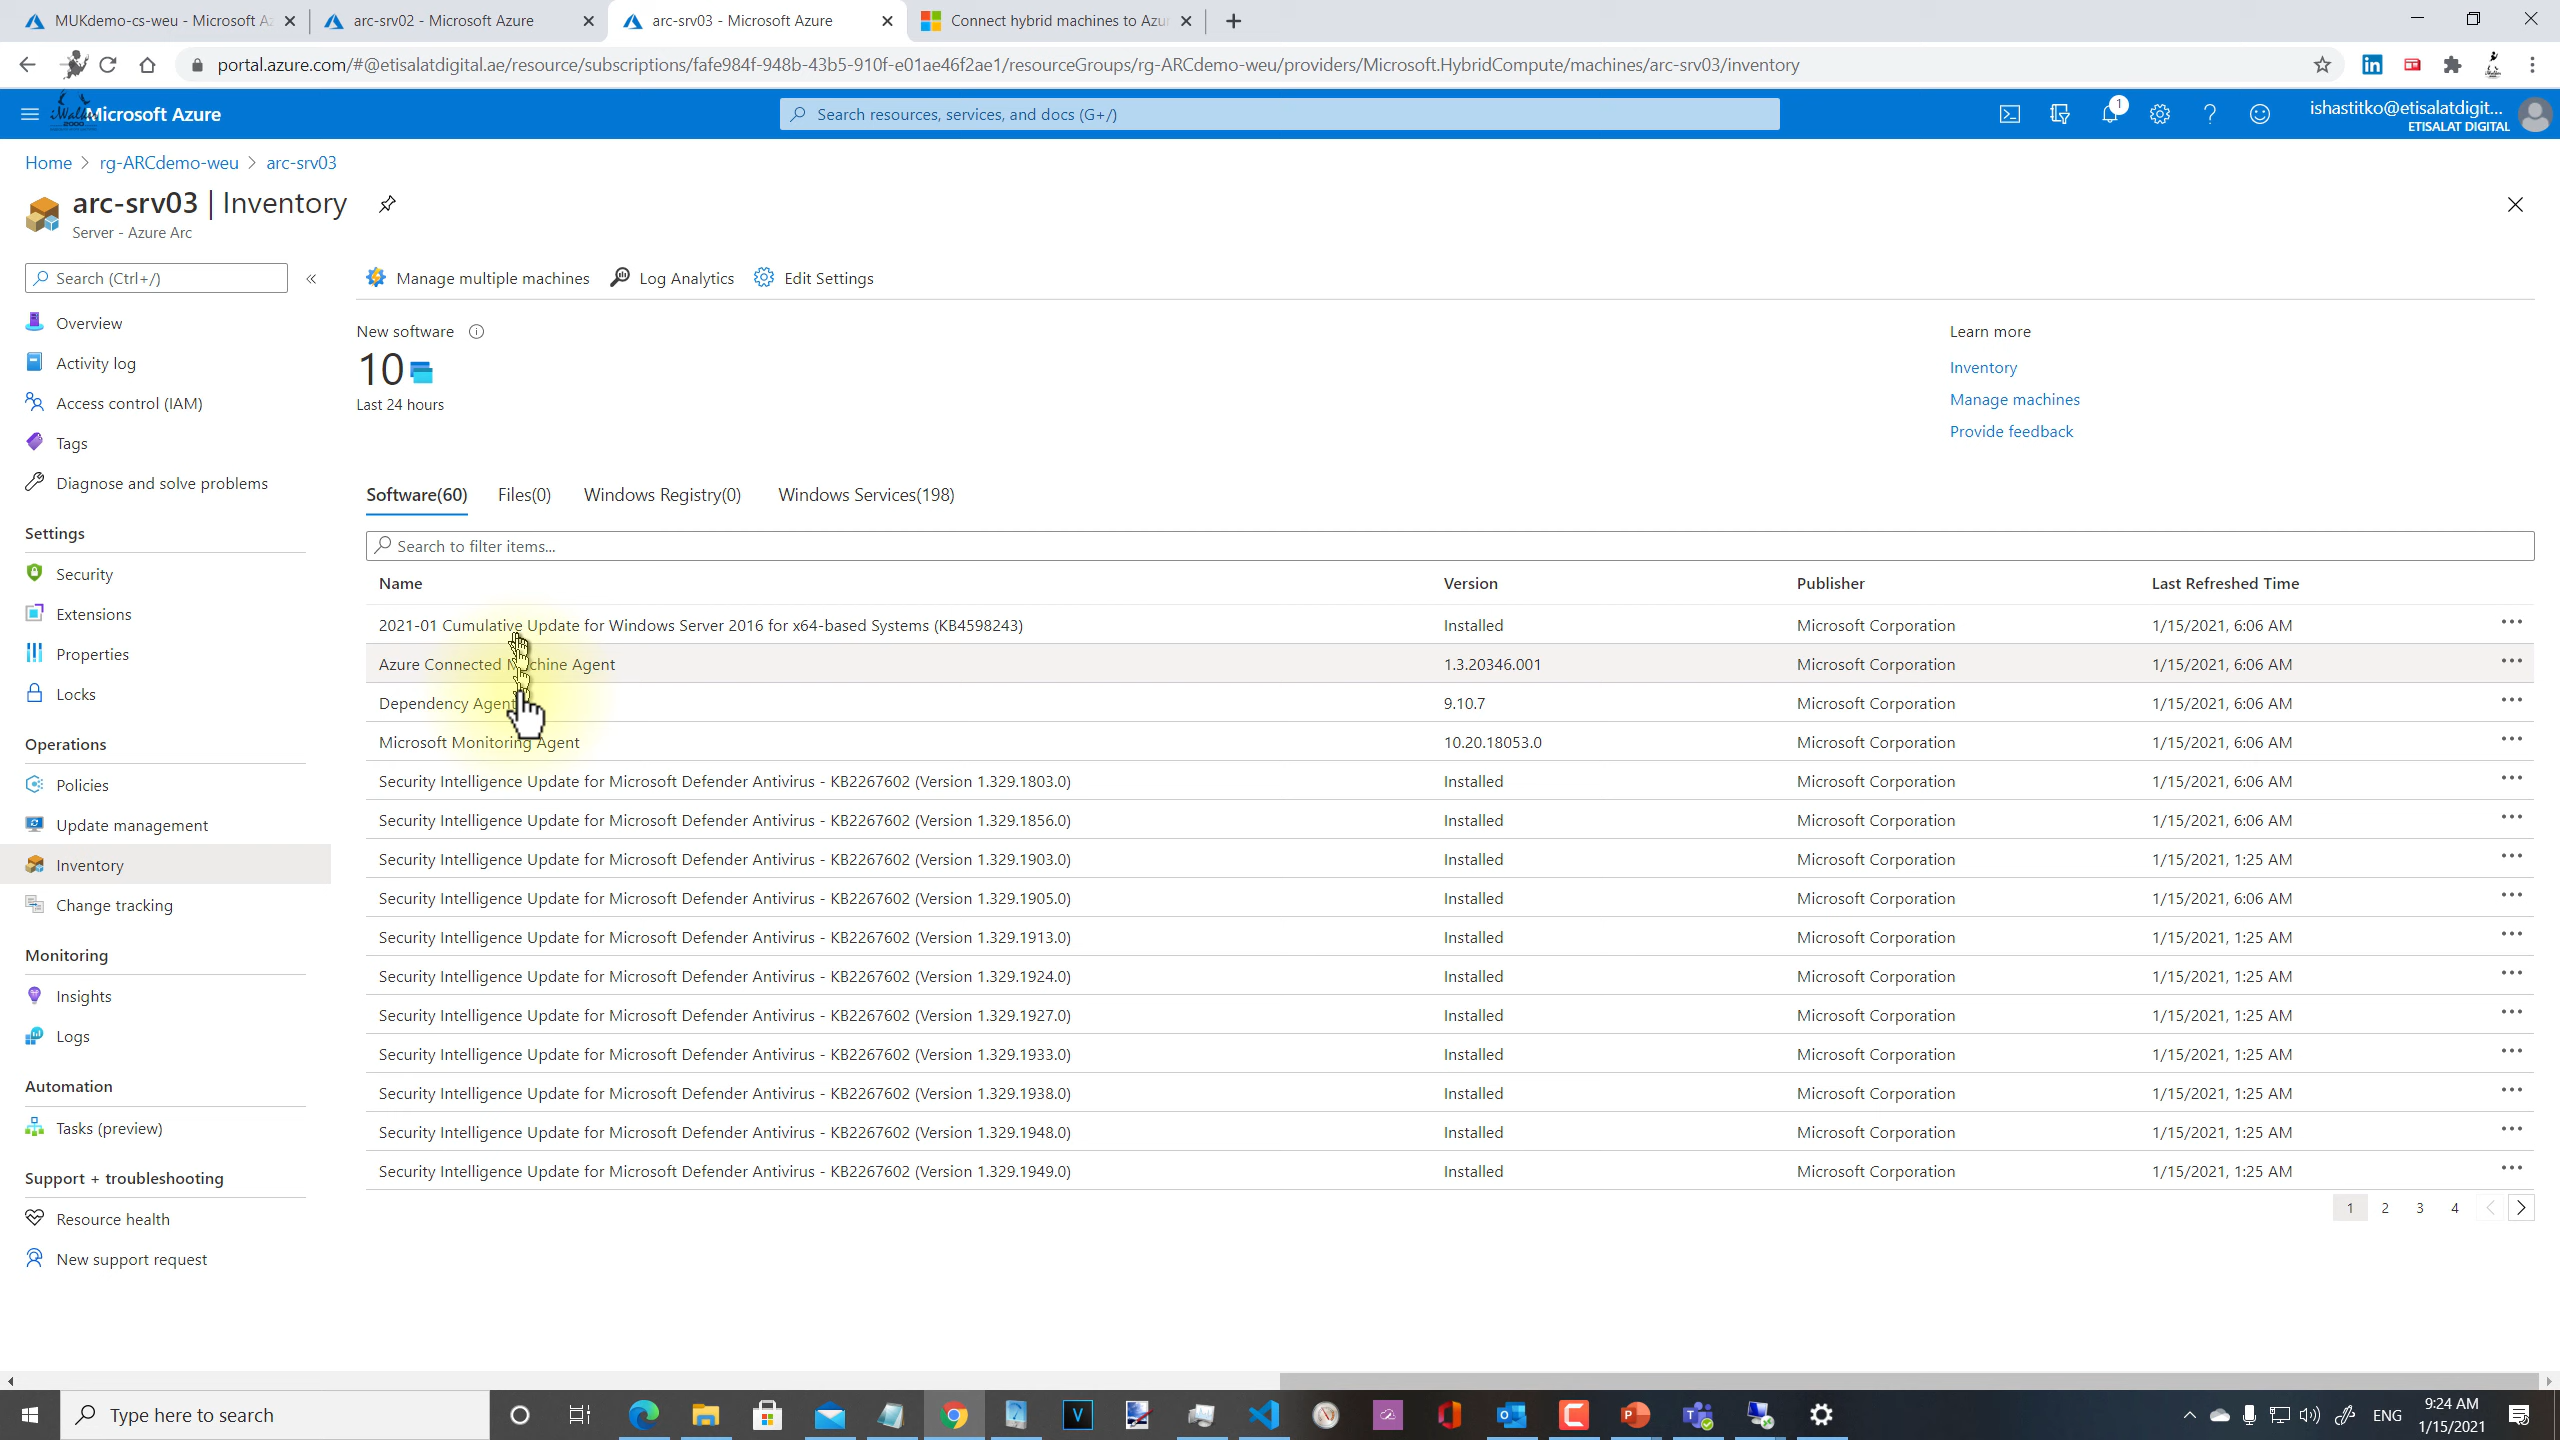 MUKdemo-cs-weu - Microsoft Az
arc-srv02 - Microsoft Azure
arc-srv03 - Microsoft Azure
Connect hybrid machines to Azu
portal.azure.com/#@etisalatdigital.ae/resource/subscriptions/fafe984f-948b-43b5-910f-e01ae46f2ae1/resourceGroups/rg-ARCdemo-weu/providers/Microsoft.HybridCompute/machines/arc-srv03/inventory
Microsoft Azure
Search resources, services, and docs (G+/)
1
ishastitko@etisalatdigit...
ETISALAT DIGITAL
Home > rg-ARCdemo-weu > arc-srv03
arc-srv03 | Inventory
Server - Azure Arc
Search (Ctrl+/)
Overview
Activity log
Access control (IAM)
Tags
Diagnose and solve problems
Settings
Security
Extensions
Properties
Locks
Operations
Policies
Update management
Inventory
Change tracking
Monitoring
Insights
Logs
Automation
Tasks (preview)
Support + troubleshooting
Resource health
New support request
Manage multiple machines
Log Analytics
Edit Settings
New software
10
Last 24 hours
Learn more
Inventory
Manage machines
Provide feedback
Software(60) Files(0) Windows Registry(0) Windows Services(198)
Search to filter items...
Name Version Publisher Last Refreshed Time
2021-01 Cumulative Update for Windows Server 2016 for x64-based Systems (KB4598243) Installed Microsoft Corporation 1/15/2021, 6:06 AM
Azure Connected Machine Agent 1.3.20346.001 Microsoft Corporation 1/15/2021, 6:06 AM
Dependency Agent 9.10.7 Microsoft Corporation 1/15/2021, 6:06 AM
Microsoft Monitoring Agent 10.20.18053.0 Microsoft Corporation 1/15/2021, 6:06 AM
Security Intelligence Update for Microsoft Defender Antivirus - KB2267602 (Version 1.329.1803.0) Installed Microsoft Corporation 1/15/2021, 6:06 AM
Security Intelligence Update for Microsoft Defender Antivirus - KB2267602 (Version 1.329.1856.0) Installed Microsoft Corporation 1/15/2021, 6:06 AM
Security Intelligence Update for Microsoft Defender Antivirus - KB2267602 (Version 1.329.1903.0) Installed Microsoft Corporation 1/15/2021, 1:25 AM
Security Intelligence Update for Microsoft Defender Antivirus - KB2267602 (Version 1.329.1905.0) Installed Microsoft Corporation 1/15/2021, 6:06 AM
Security Intelligence Update for Microsoft Defender Antivirus - KB2267602 (Version 1.329.1913.0) Installed Microsoft Corporation 1/15/2021, 1:25 AM
Security Intelligence Update for Microsoft Defender Antivirus - KB2267602 (Version 1.329.1924.0) Installed Microsoft Corporation 1/15/2021, 1:25 AM
Security Intelligence Update for Microsoft Defender Antivirus - KB2267602 (Version 1.329.1927.0) Installed Microsoft Corporation 1/15/2021, 1:25 AM
Security Intelligence Update for Microsoft Defender Antivirus - KB2267602 (Version 1.329.1933.0) Installed Microsoft Corporation 1/15/2021, 1:25 AM
Security Intelligence Update for Microsoft Defender Antivirus - KB2267602 (Version 1.329.1938.0) Installed Microsoft Corporation 1/15/2021, 1:25 AM
Security Intelligence Update for Microsoft Defender Antivirus - KB2267602 (Version 1.329.1948.0) Installed Microsoft Corporation 1/15/2021, 1:25 AM
Security Intelligence Update for Microsoft Defender Antivirus - KB2267602 (Version 1.329.1949.0) Installed Microsoft Corporation 1/15/2021, 1:25 AM
1 2 3 4
Type here to search
ENG
9:24 AM
1/15/2021